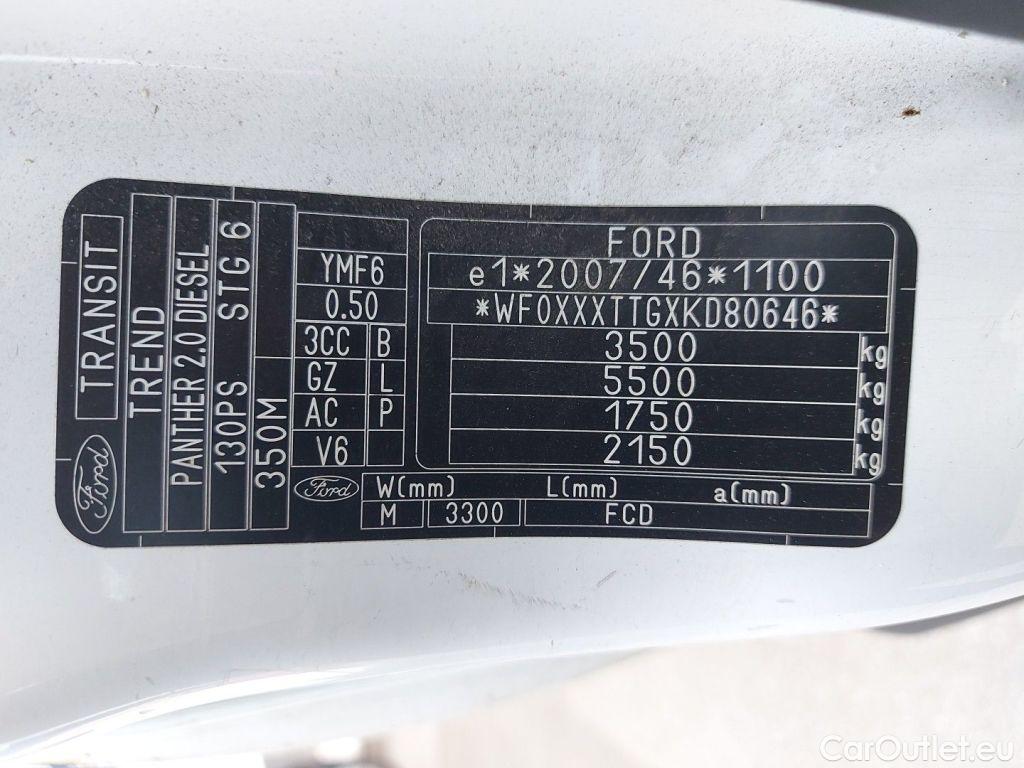 TRANSIT
TREND
PANTHER 2.0 DIESEL
130PS STG 6
350M
Ford
YMF6
0.50
3CC B
GZ L
AC P
V6
Ford
FORD
e1*2007/46*1100
*WF0XXXTTGXKD80646*
3500 kg
5500 kg
1750 kg
2150 kg
W(mm) L(mm) a(mm)
M 3300 FCD
CarOutlet.eu